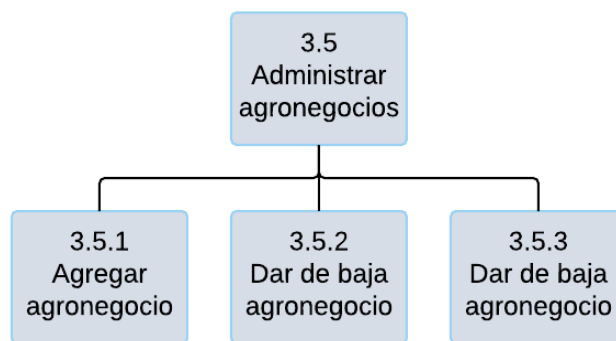 3.5
Administrar
agronegocios
3.5.1
Agregar
agronegocio
3.5.2
Dar de baja
agronegocio
3.5.3
Dar de baja
agronegocio